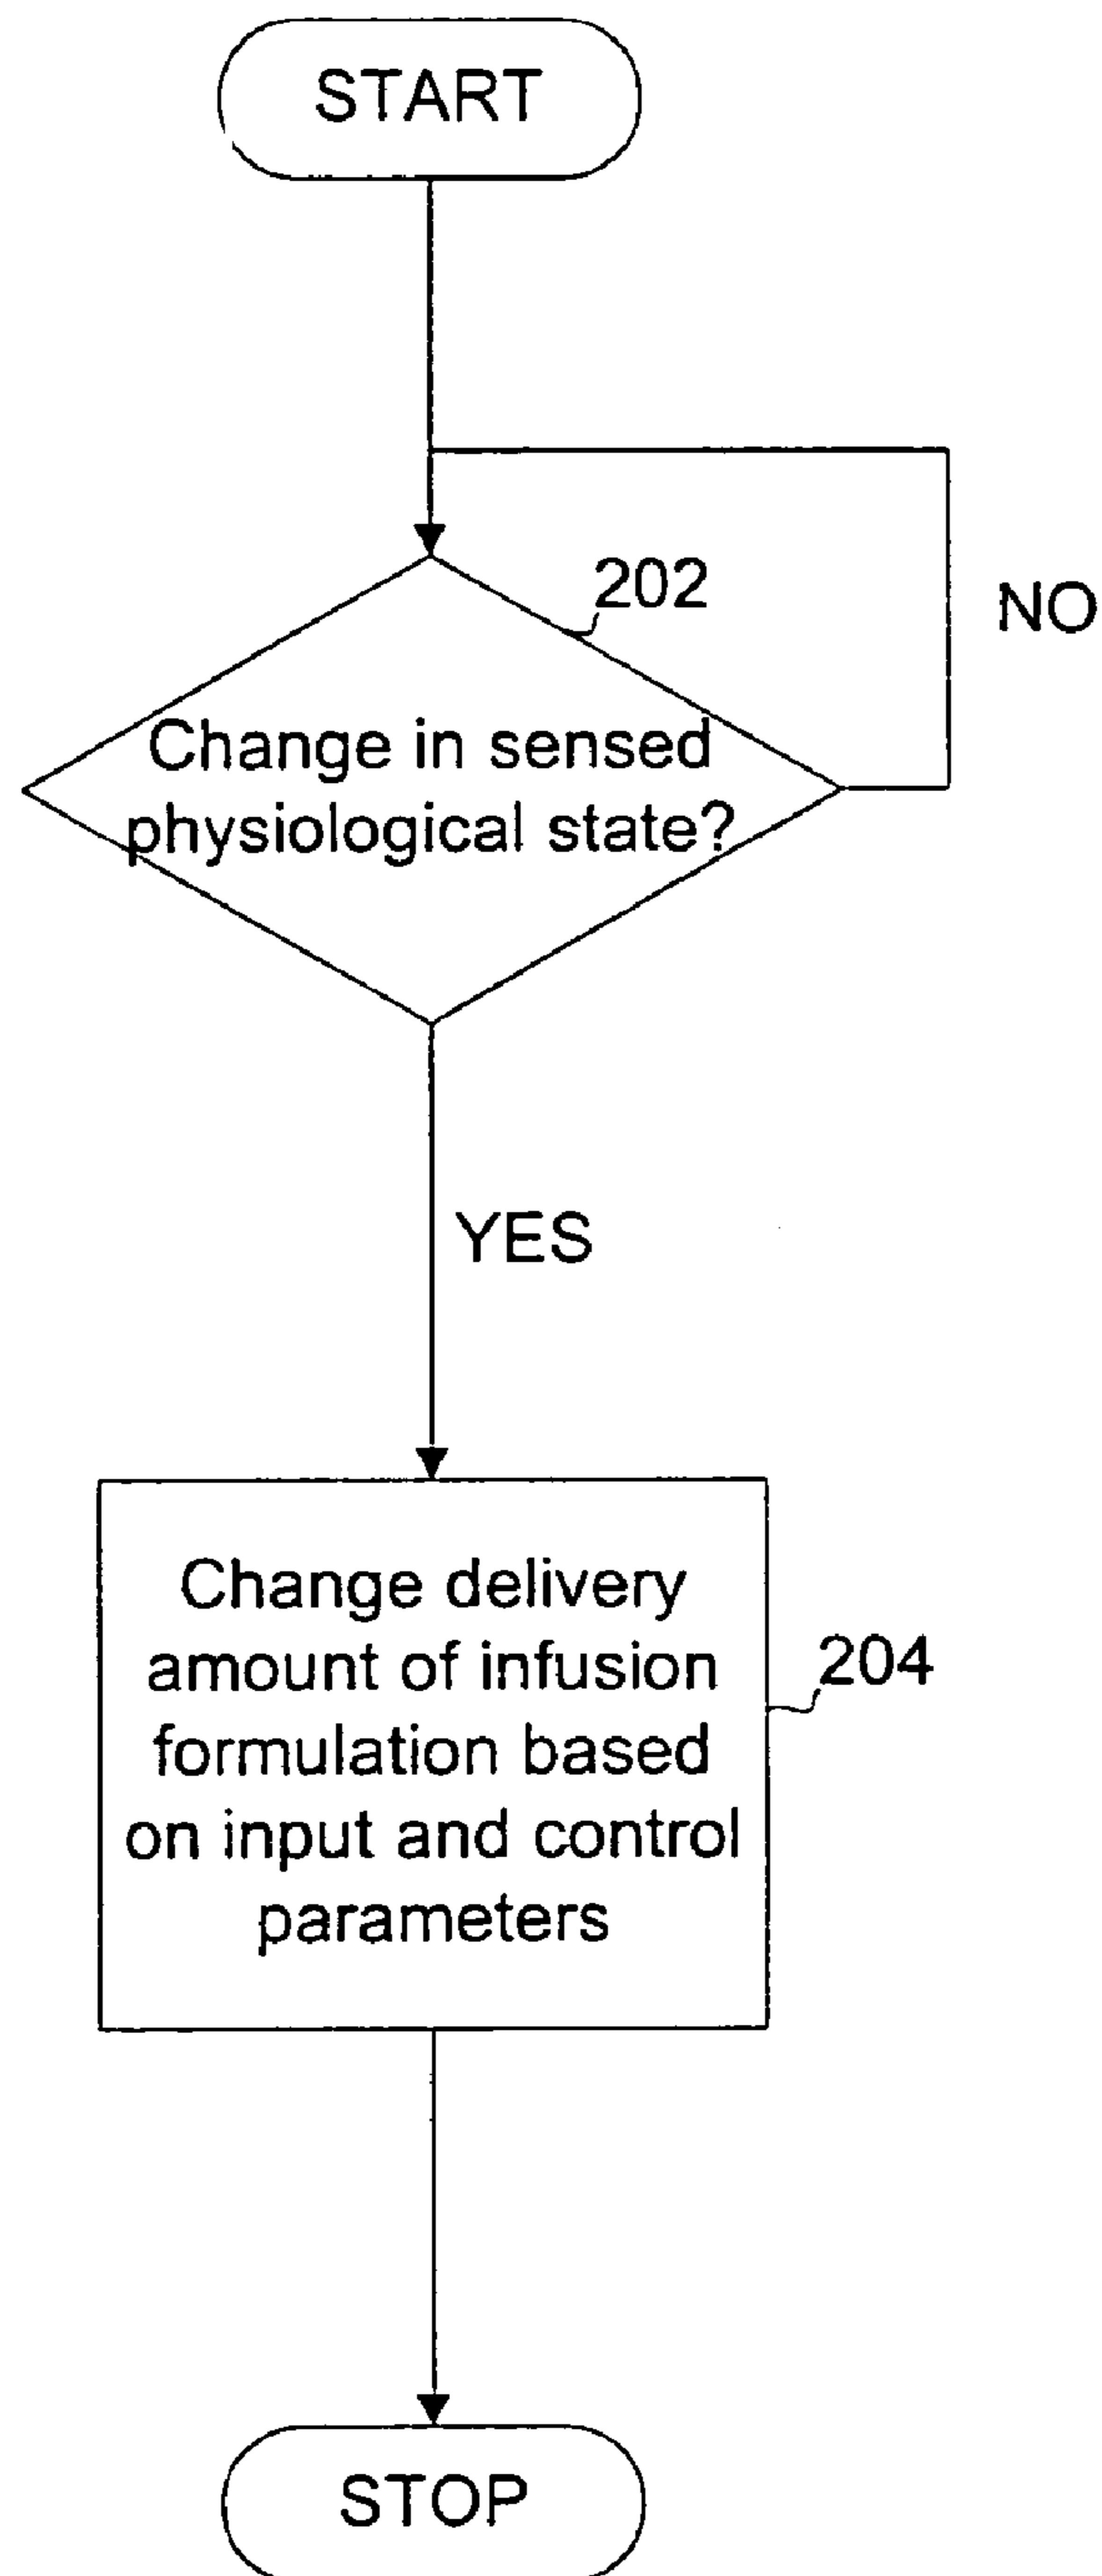 START
202
NO
Change in sensed
physiological state?
YES
Change delivery
amount of infusion
formulation based
on input and control
parameters
204
STOP